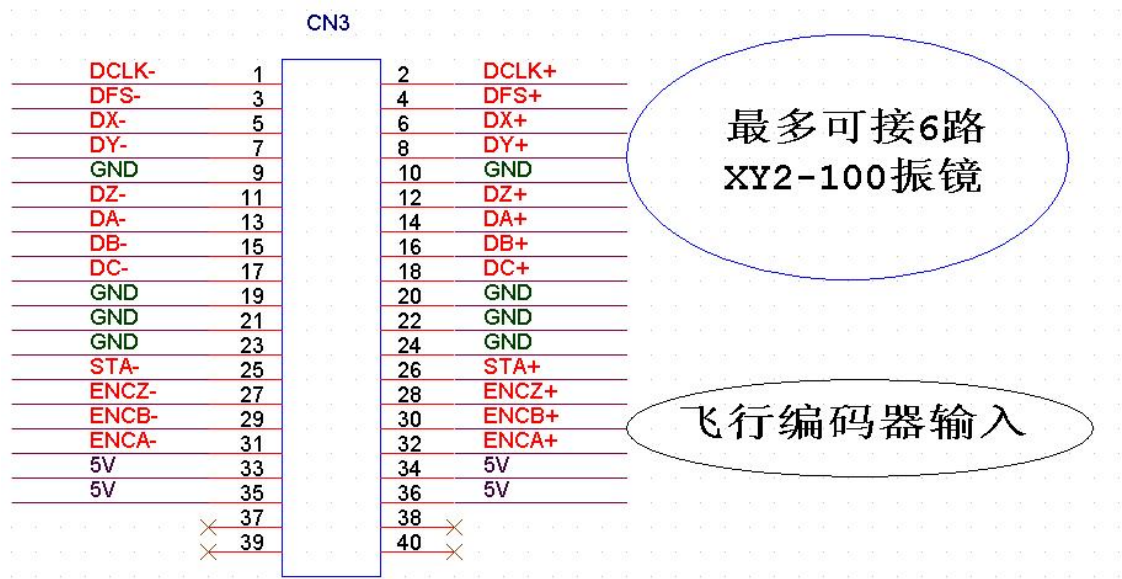 CN3
DCLK- 1 2 DCLK+
DFS- 3 4 DFS+
DX- 5 6 DX+
DY- 7 8 DY+
GND 9 10 GND
DZ- 11 12 DZ+
DA- 13 14 DA+
DB- 15 16 DB+
DC- 17 18 DC+
GND 19 20 GND
GND 21 22 GND
GND 23 24 GND
STA- 25 26 STA+
ENCZ- 27 28 ENCZ+
ENCB- 29 30 ENCB+
ENCA- 31 32 ENCA+
5V 33 34 5V
5V 35 36 5V
37 38
39 40
最多可接6路
XY2-100振镜
飞行编码器输入